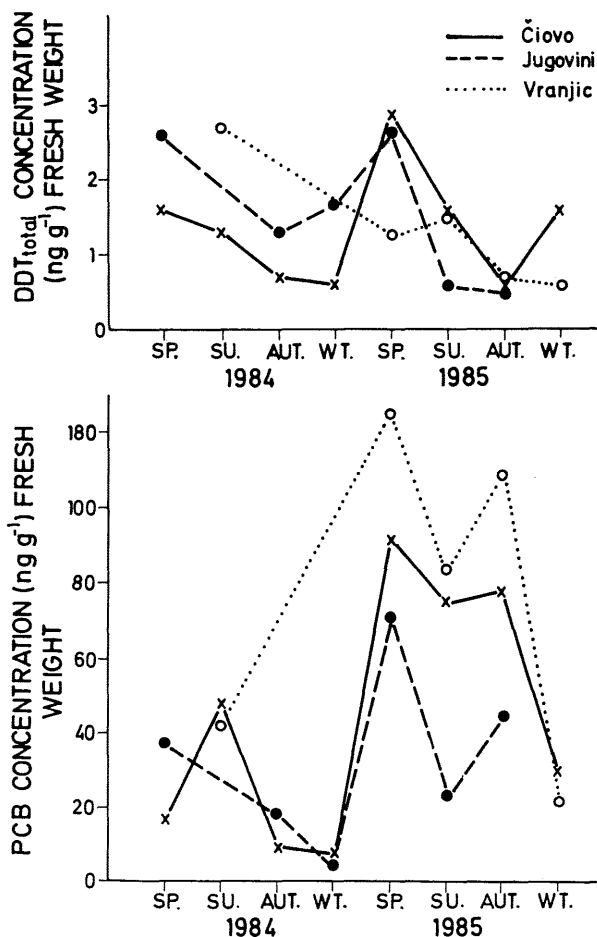 DDTtotal CONCENTRATION
(ng g⁻¹) FRESH WEIGHT
Čiovo
Jugovini
Vranjic
3
2
1
0
SP. SU. AUT. WT. SP. SU. AUT. WT.
1984 1985
PCB CONCENTRATION (ng g⁻¹) FRESH
WEIGHT
180
100
80
60
40
20
0
SP. SU. AUT. WT. SP. SU. AUT. WT.
1984 1985